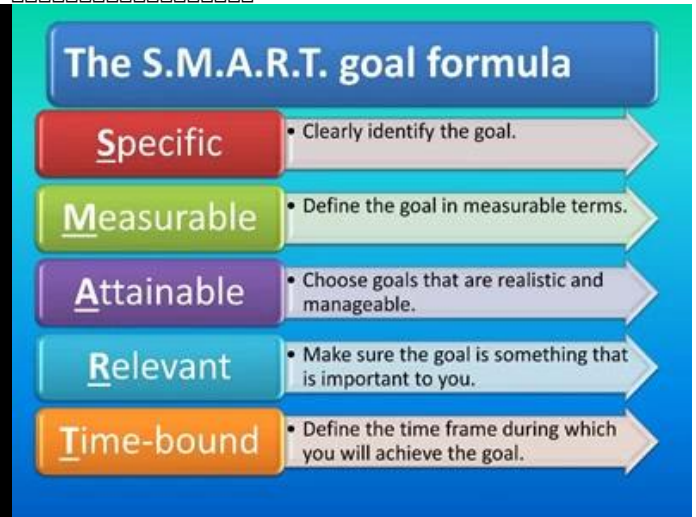 The S.M.A.R.T. goal formula
Specific
• Clearly identify the goal.
Measurable
• Define the goal in measurable terms.
Attainable
• Choose goals that are realistic and
manageable.
Relevant
• Make sure the goal is something that
is important to you.
Time-bound
• Define the time frame during which
you will achieve the goal.